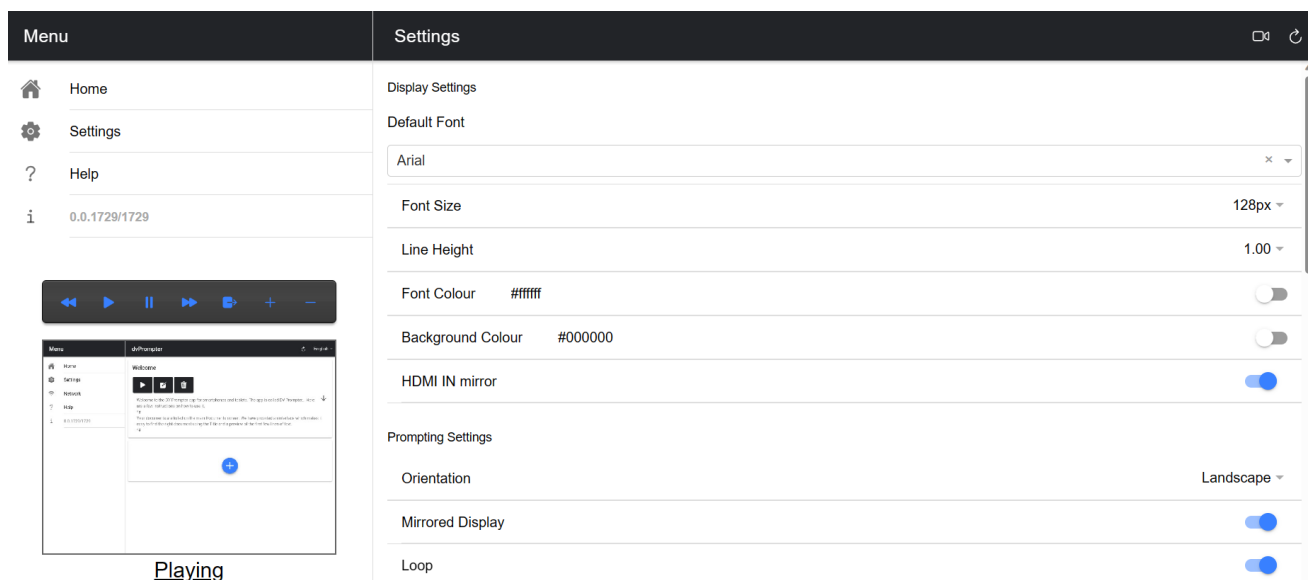 Menu
Settings
Home
Settings
Help
i
0.0.1729/1729
Display Settings
Default Font
Arial
Font Size 128px
Line Height 1.00
Font Colour #ffffff
Background Colour #000000
HDMI IN mirror
Prompting Settings
Orientation Landscape
Mirrored Display
Loop
Menu
dvPrompter
Home
Settings
Network
Help
Welcome
Playing